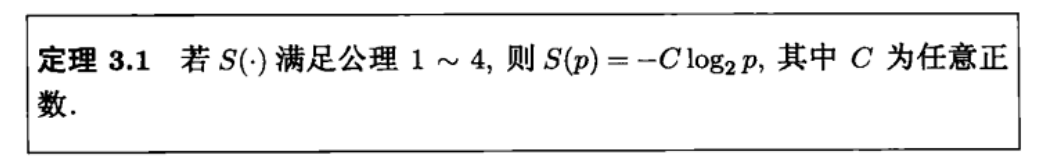 定理 3.1 若 S(·) 满足公理 1 ~ 4, 则 S(p) = −C log₂ p, 其中 C 为任意正
数.